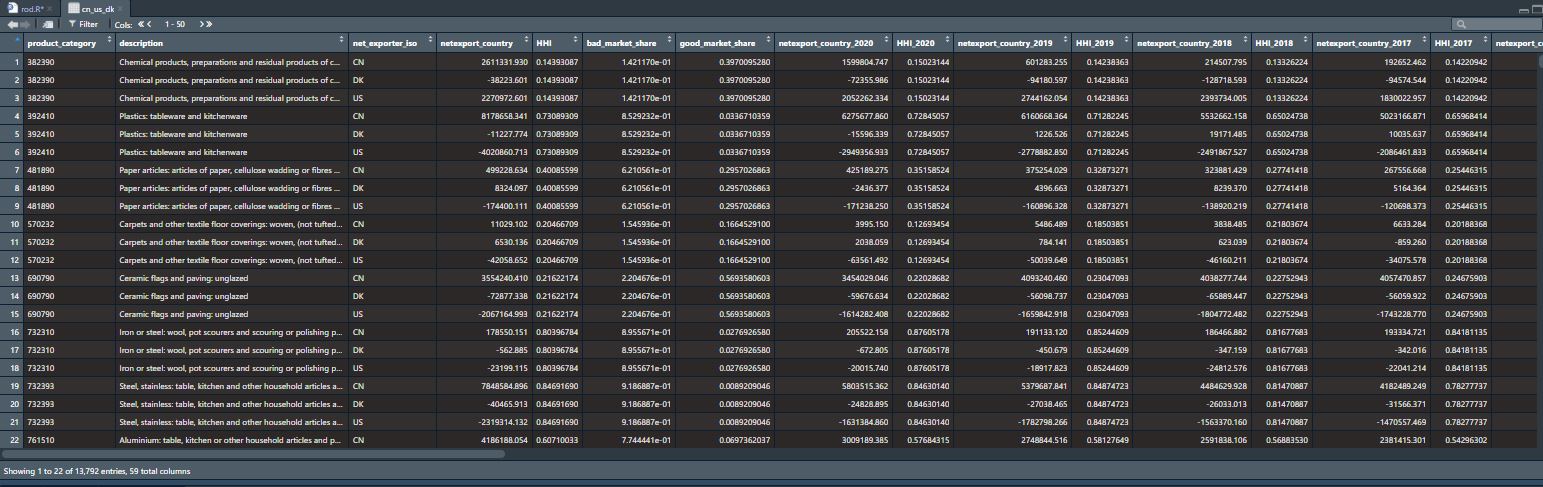 rod.R* cn_us_dk
Filter Cols: 1 - 50
product_category description net_exporter_iso netexport_country HHI bad_market_share good_market_share netexport_country_2020 HHI_2020 netexport_country_2019 HHI_2019 netexport_country_2018 HHI_2018 netexport_country_2017 HHI_2017 netexport_c
1 382390 Chemical products, preparations and residual products of c... CN 2611331.930 0.14393087 1.421170e-01 0.3970095280 1599804.747 0.15023144 601283.255 0.14238363 214507.795 0.13326224 192652.462 0.14220942
2 382390 Chemical products, preparations and residual products of c... DK -38223.601 0.14393087 1.421170e-01 0.3970095280 -72355.986 0.15023144 -94180.597 0.14238363 -128718.593 0.13326224 -94574.544 0.14220942
3 382390 Chemical products, preparations and residual products of c... US 2270972.601 0.14393087 1.421170e-01 0.3970095280 2052262.334 0.15023144 2744162.054 0.14238363 2393734.005 0.13326224 1830022.957 0.14220942
4 392410 Plastics: tableware and kitchenware CN 8178658.341 0.73089309 8.529232e-01 0.0336710359 6275677.860 0.72845057 6160668.364 0.71282245 5532662.158 0.65024738 5023166.871 0.65968414
5 392410 Plastics: tableware and kitchenware DK -11227.774 0.73089309 8.529232e-01 0.0336710359 -15596.339 0.72845057 1226.526 0.71282245 19171.485 0.65024738 10035.637 0.65968414
6 392410 Plastics: tableware and kitchenware US -4020860.713 0.73089309 8.529232e-01 0.0336710359 -2949356.933 0.72845057 -2778882.850 0.71282245 -2491867.527 0.65024738 -2086461.833 0.65968414
7 481890 Paper articles: articles of paper, cellulose wadding or fibres ... CN 499228.634 0.40085599 6.210561e-01 0.2957026863 425189.275 0.35158524 375254.029 0.32873271 323881.429 0.27741418 267556.668 0.25446315
8 481890 Paper articles: articles of paper, cellulose wadding or fibres ... DK 8324.097 0.40085599 6.210561e-01 0.2957026863 -2436.377 0.35158524 4396.663 0.32873271 8239.370 0.27741418 5164.364 0.25446315
9 481890 Paper articles: articles of paper, cellulose wadding or fibres ... US -174400.111 0.40085599 6.210561e-01 0.2957026863 -171238.250 0.35158524 -160896.328 0.32873271 -138920.219 0.27741418 -120698.373 0.25446315
10 570232 Carpets and other textile floor coverings: woven, (not tufted... CN 11029.102 0.20466709 1.545936e-01 0.1664529100 3995.150 0.12693454 5486.489 0.18503851 3838.485 0.21803674 6633.284 0.20188368
11 570232 Carpets and other textile floor coverings: woven, (not tufted... DK 6530.136 0.20466709 1.545936e-01 0.1664529100 2038.059 0.12693454 784.141 0.18503851 623.039 0.21803674 -859.260 0.20188368
12 570232 Carpets and other textile floor coverings: woven, (not tufted... US -42058.652 0.20466709 1.545936e-01 0.1664529100 -63561.492 0.12693454 -50039.649 0.18503851 -46160.211 0.21803674 -34075.578 0.20188368
13 690790 Ceramic flags and paving: unglazed CN 3554240.410 0.21622174 2.204676e-01 0.5693580603 3454029.046 0.22028682 4093240.460 0.23047093 4038277.744 0.22752943 4057470.857 0.24675903
14 690790 Ceramic flags and paving: unglazed DK -72877.338 0.21622174 2.204676e-01 0.5693580603 -59676.634 0.22028682 -56098.737 0.23047093 -65889.447 0.22752943 -56059.922 0.24675903
15 690790 Ceramic flags and paving: unglazed US -2067164.993 0.21622174 2.204676e-01 0.5693580603 -1614282.408 0.22028682 -1659842.918 0.23047093 -1804772.482 0.22752943 -1743228.770 0.24675903
16 732310 Iron or steel: wool, pot scourers and scouring or polishing p... CN 178550.151 0.80396784 8.955671e-01 0.0276926580 205522.158 0.87605178 191133.120 0.85244609 186466.882 0.81677683 193334.721 0.84181135
17 732310 Iron or steel: wool, pot scourers and scouring or polishing p... DK -562.885 0.80396784 8.955671e-01 0.0276926580 -672.805 0.87605178 -450.679 0.85244609 -347.159 0.81677683 -342.016 0.84181135
18 732310 Iron or steel: wool, pot scourers and scouring or polishing p... US -23199.115 0.80396784 8.955671e-01 0.0276926580 -20015.740 0.87605178 -18917.823 0.85244609 -24812.576 0.81677683 -22041.214 0.84181135
19 732393 Steel, stainless: table, kitchen and other household articles a... CN 7848584.896 0.84691690 9.186887e-01 0.0089209046 5803515.362 0.84630140 5379687.841 0.84874723 4484629.928 0.81470887 4182489.249 0.78277737
20 732393 Steel, stainless: table, kitchen and other household articles a... DK -40465.913 0.84691690 9.186887e-01 0.0089209046 -24828.895 0.84630140 -27038.465 0.84874723 -26033.013 0.81470887 -31566.371 0.78277737
21 732393 Steel, stainless: table, kitchen and other household articles a... US -2319314.132 0.84691690 9.186887e-01 0.0089209046 -1631384.860 0.84630140 -1782798.266 0.84874723 -1563370.160 0.81470887 -1470557.469 0.78277737
22 761510 Aluminium: table, kitchen or other household articles and p... CN 4186188.054 0.60710033 7.744441e-01 0.0697362037 3009189.385 0.57684315 2748844.516 0.58127649 2591838.106 0.56883530 2381415.301 0.54296302
Showing 1 to 22 of 13,792 entries, 59 total columns